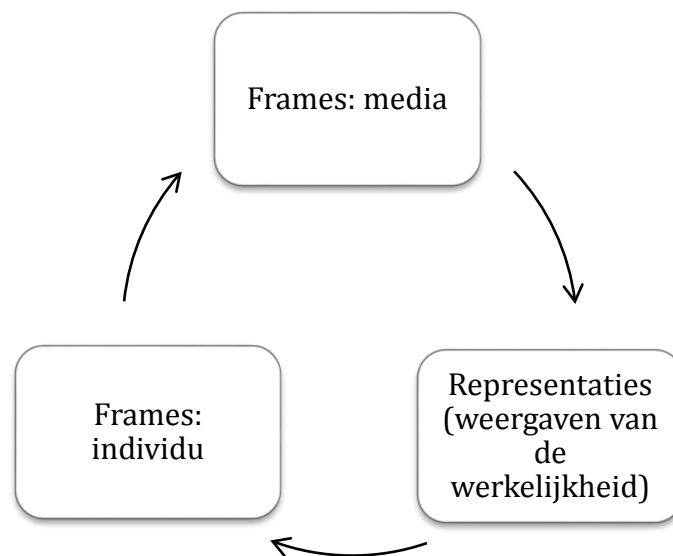 Frames: media
Frames:
individu
Representaties
(weergaven van
de
werkelijkheid)